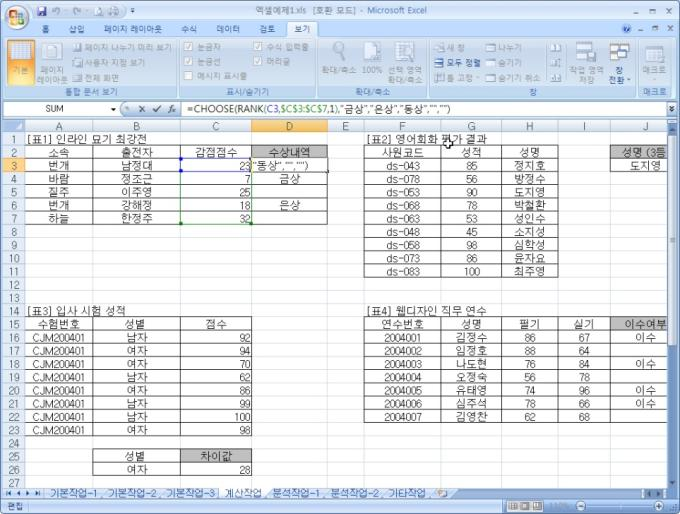 엑셀예제1.xls [호환 모드] - Microsoft Excel
홈 삽입 페이지 레이아웃 수식 데이터 검토 보기
기본 페이지 레이아웃 페이지 나누기 미리 보기 사용자 지정 보기 전체 화면
통합 문서 보기
눈금자 수식 입력줄 눈금선 머리글 메시지 표시줄
표시/숨기기
확대/축소 100% 선택 영역 확대/축소
확대/축소
새 창 나누기 모두 정렬 숨기기 틀 고정 숨기기 취소 작업 영역 저장 창 전환
창
매크로
매크로
SUM =CHOOSE(RANK(C3,$C$3:$C$7,1),"금상","은상","동상","","")
A B C D E F G H I J
1 [표1] 인라인 묘기 최강전 [표2] 영어회화 평가 결과
2 소속 출전자 감점점수 수상내역 사원코드 성적 성명 성명 (3등
3 번개 남정대 23 "동상","","") ds-043 85 정지호 도지영
4 바람 정조근 7 금상 ds-078 56 방정수
5 질주 이주영 25 ds-053 90 도지영
6 번개 강해정 18 은상 ds-068 78 박철환
7 하늘 한정주 32 ds-063 53 성인수
8 ds-048 45 소지성
9 ds-058 98 심학성
10 ds-073 86 윤자요
11 ds-083 100 최주영
12
13
14 [표3] 입사 시험 성적 [표4] 웹디자인 직무 연수
15 수험번호 성별 점수 연수번호 성명 필기 실기 이수여부
16 CJM200401 남자 92 2004001 김정수 86 67 이수
17 CJM200401 여자 94 2004002 임정호 88 64
18 CJM200401 여자 70 2004003 나도현 76 84 이수
19 CJM200401 남자 62 2004004 오정숙 56 78
20 CJM200401 여자 86 2004005 유태영 74 96 이수
21 CJM200401 남자 99 2004006 심주석 78 66 이수
22 CJM200401 남자 100 2004007 김영찬 62 68
23 CJM200401 여자 98
24
25 성별 차이값
26 여자 28
27
기본작업-1 기본작업-2 기본작업-3 계산작업 분석작업-1 분석작업-2 기타작업
편집 110%